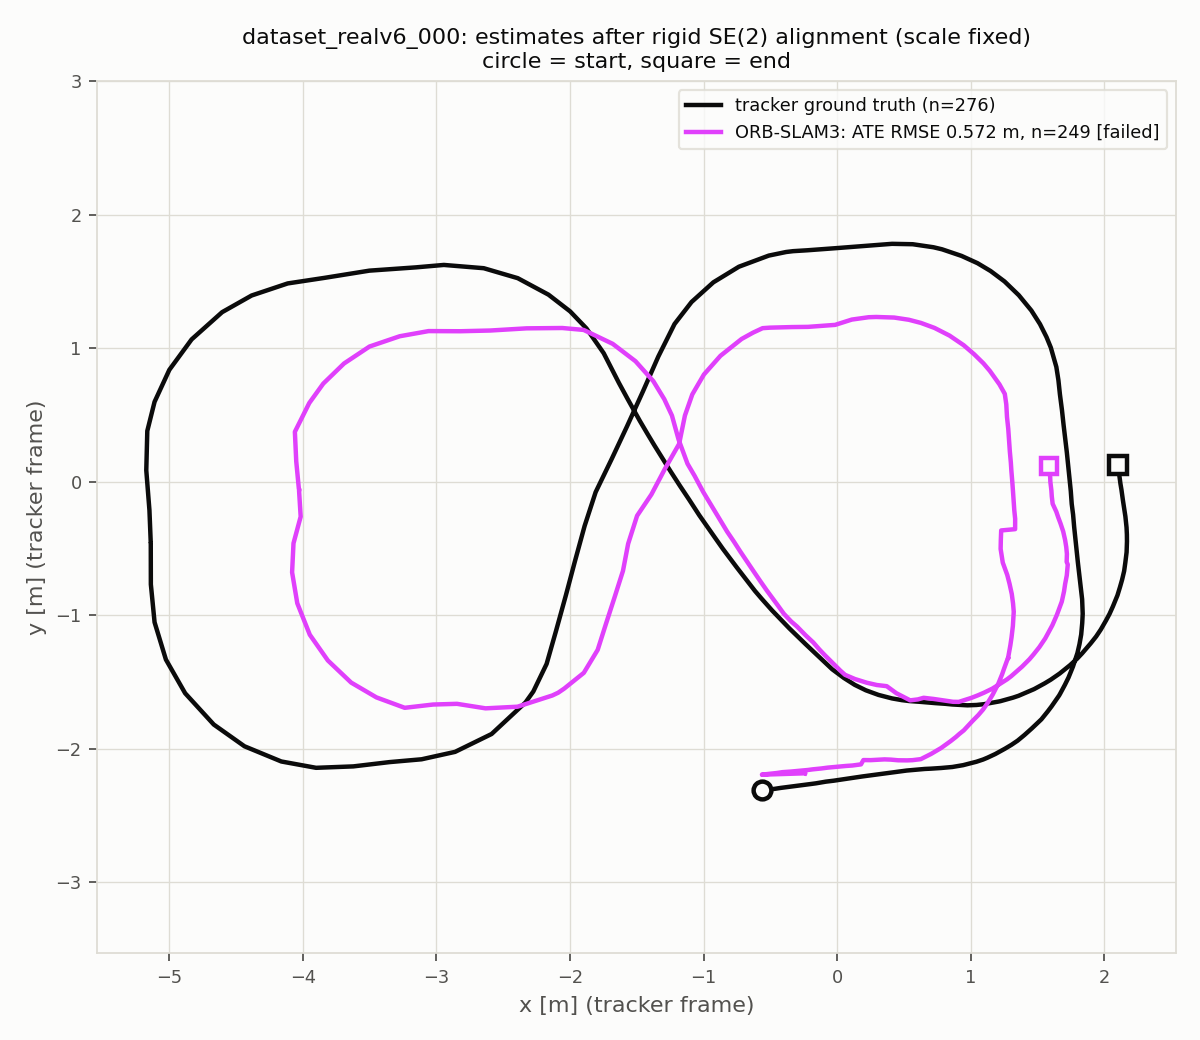 dataset_realv6_000: estimates after rigid SE(2) alignment (scale fixed)
circle = start, square = end
tracker ground truth (n=276)
ORB-SLAM3: ATE RMSE 0.572 m, n=249 [failed]
y [m] (tracker frame)
3
2
1
0
−1
−2
−3
−5
−4
−3
−2
−1
0
1
2
x [m] (tracker frame)